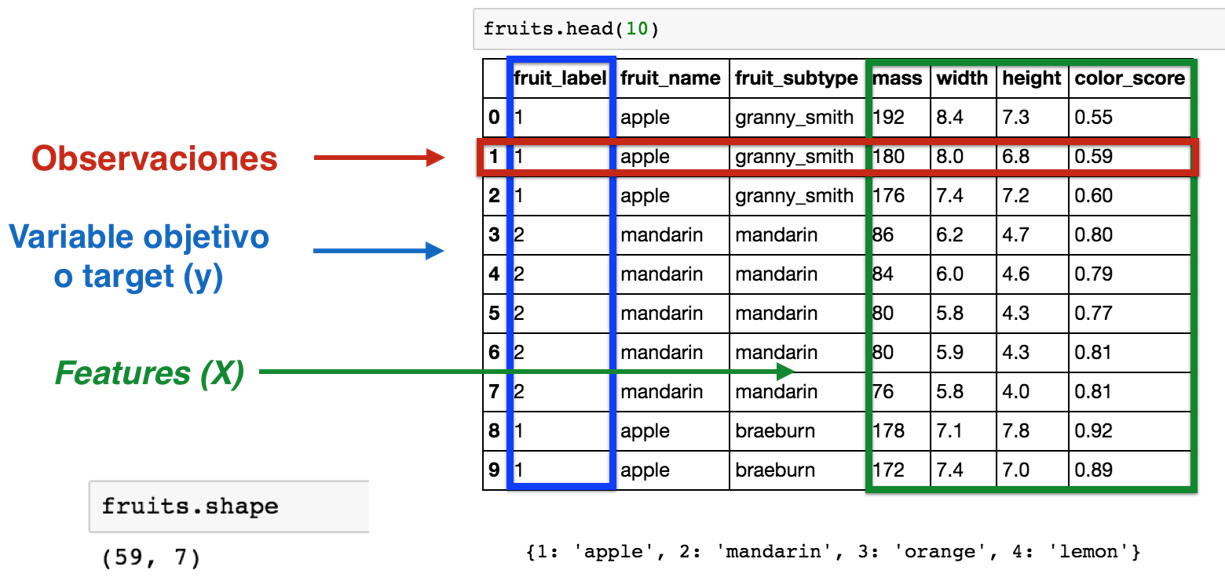 fruits.head(10)
fruit_label fruit_name fruit_subtype mass width height color_score
0 1 apple granny_smith 192 8.4 7.3 0.55
Observaciones
1 1 apple granny_smith 180 8.0 6.8 0.59
2 1 apple granny_smith 176 7.4 7.2 0.60
Variable objetivo
o target (y)
3 2 mandarin mandarin 86 6.2 4.7 0.80
4 2 mandarin mandarin 84 6.0 4.6 0.79
5 2 mandarin mandarin 80 5.8 4.3 0.77
6 2 mandarin mandarin 80 5.9 4.3 0.81
Features (X)
7 2 mandarin mandarin 76 5.8 4.0 0.81
8 1 apple braeburn 178 7.1 7.8 0.92
9 1 apple braeburn 172 7.4 7.0 0.89
fruits.shape
(59, 7)
{1: 'apple', 2: 'mandarin', 3: 'orange', 4: 'lemon'}